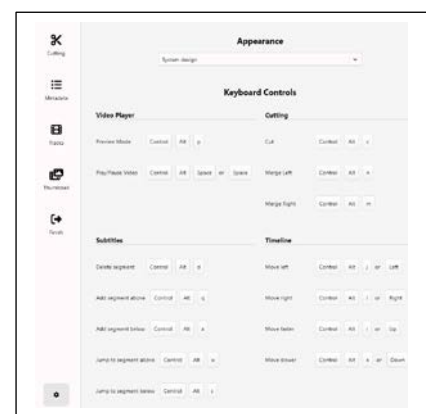 Cutting
Metadata
Tracks
Thumbnail
Finish
Appearance
System design
Keyboard Controls
Video Player
Preview Mode Control Alt p
Play/Pause Video Control Alt Space or Space
Cutting
Cut Control Alt c
Merge Left Control Alt n
Merge Right Control Alt m
Subtitles
Delete segment Control Alt d
Add segment above Control Alt q
Add segment below Control Alt a
Jump to segment above Control Alt
Jump to segment below Control Alt
Timeline
Move left Control Alt j or Left
Move right Control Alt l or Right
Move faster Control Alt i or Up
Move slower Control Alt k or Down